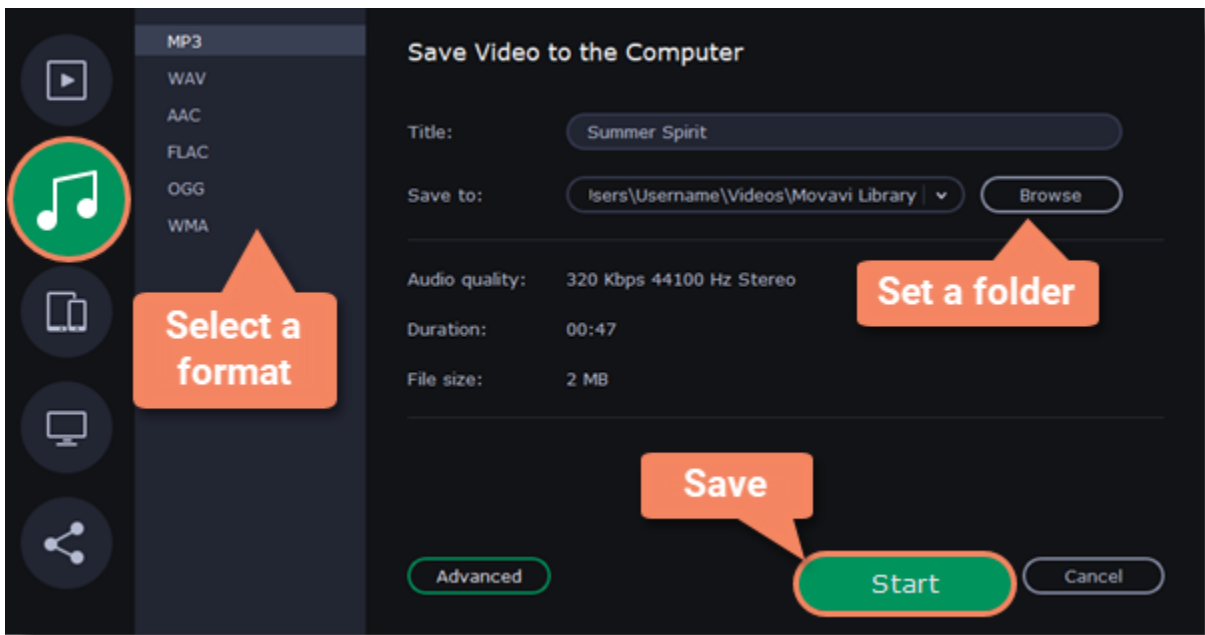 MP3
WAV
AAC
FLAC
OGG
WMA
Select a
format
Save Video to the Computer
Title:
Summer Spirit
Save to:
lsers\Username\Videos\Movavi Library
Browse
Set a folder
Audio quality:
320 Kbps 44100 Hz Stereo
Duration:
00:47
File size:
2 MB
Save
Advanced
Start
Cancel